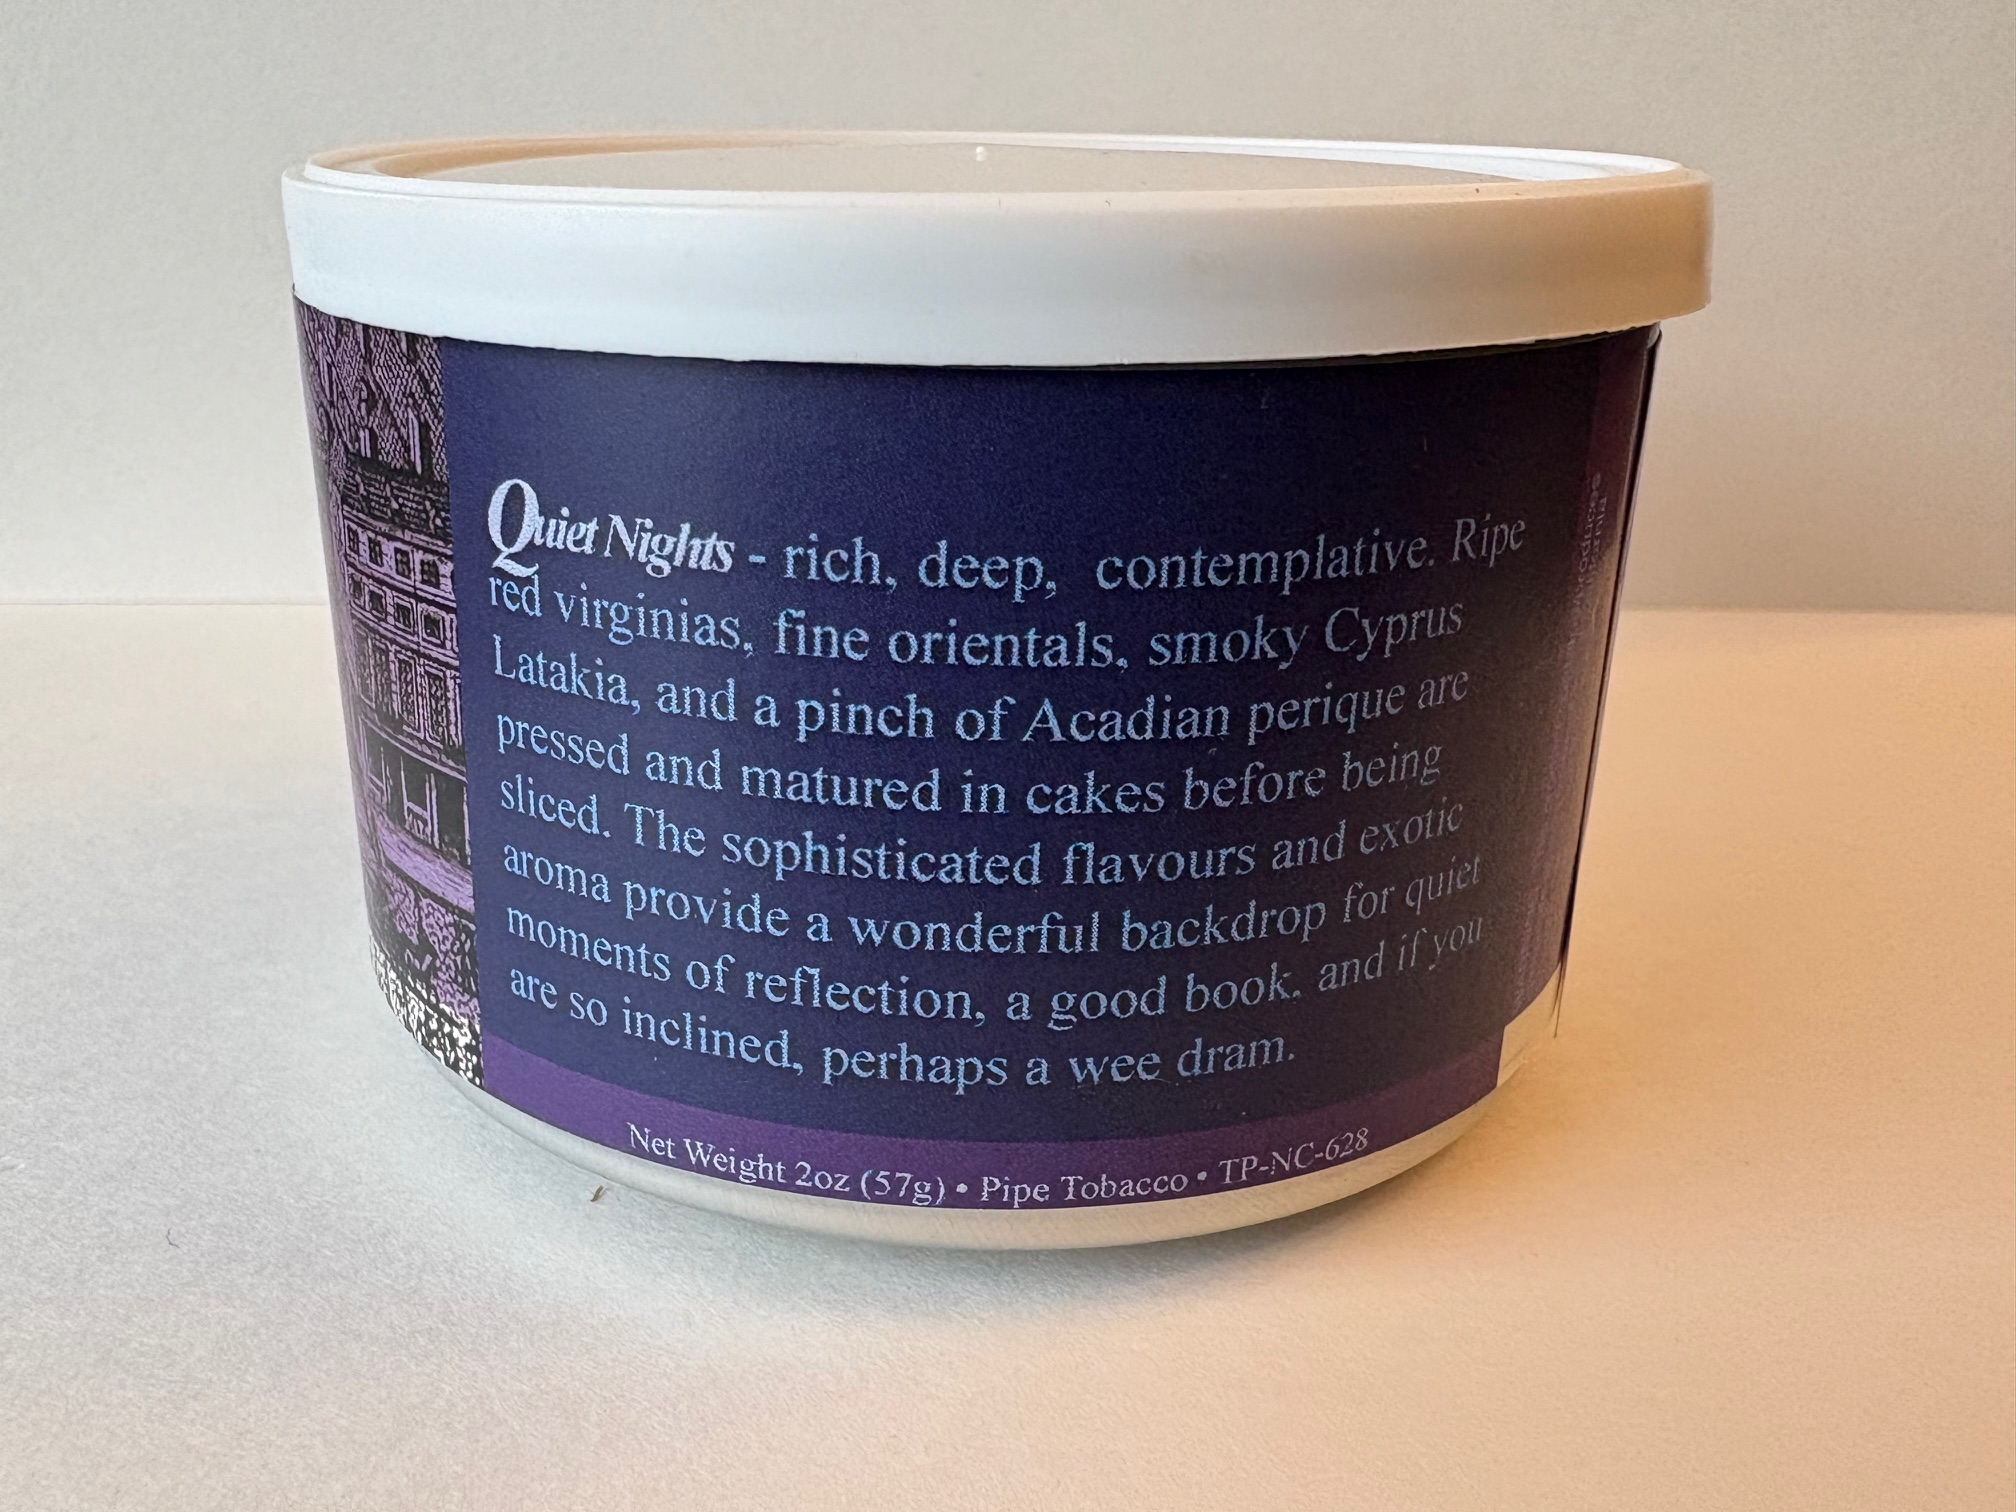 Quiet Nights - rich, deep, contemplative. Ripe
red virginias, fine orientals, smoky Cyprus
Latakia, and a pinch of Acadian perique are
pressed and matured in cakes before being
sliced. The sophisticated flavours and exotic
aroma provide a wonderful backdrop for quiet
moments of reflection, a good book, and if you
are so inclined, perhaps a wee dram.
Net Weight 2oz (57g) • Pipe Tobacco • TP-NC-628